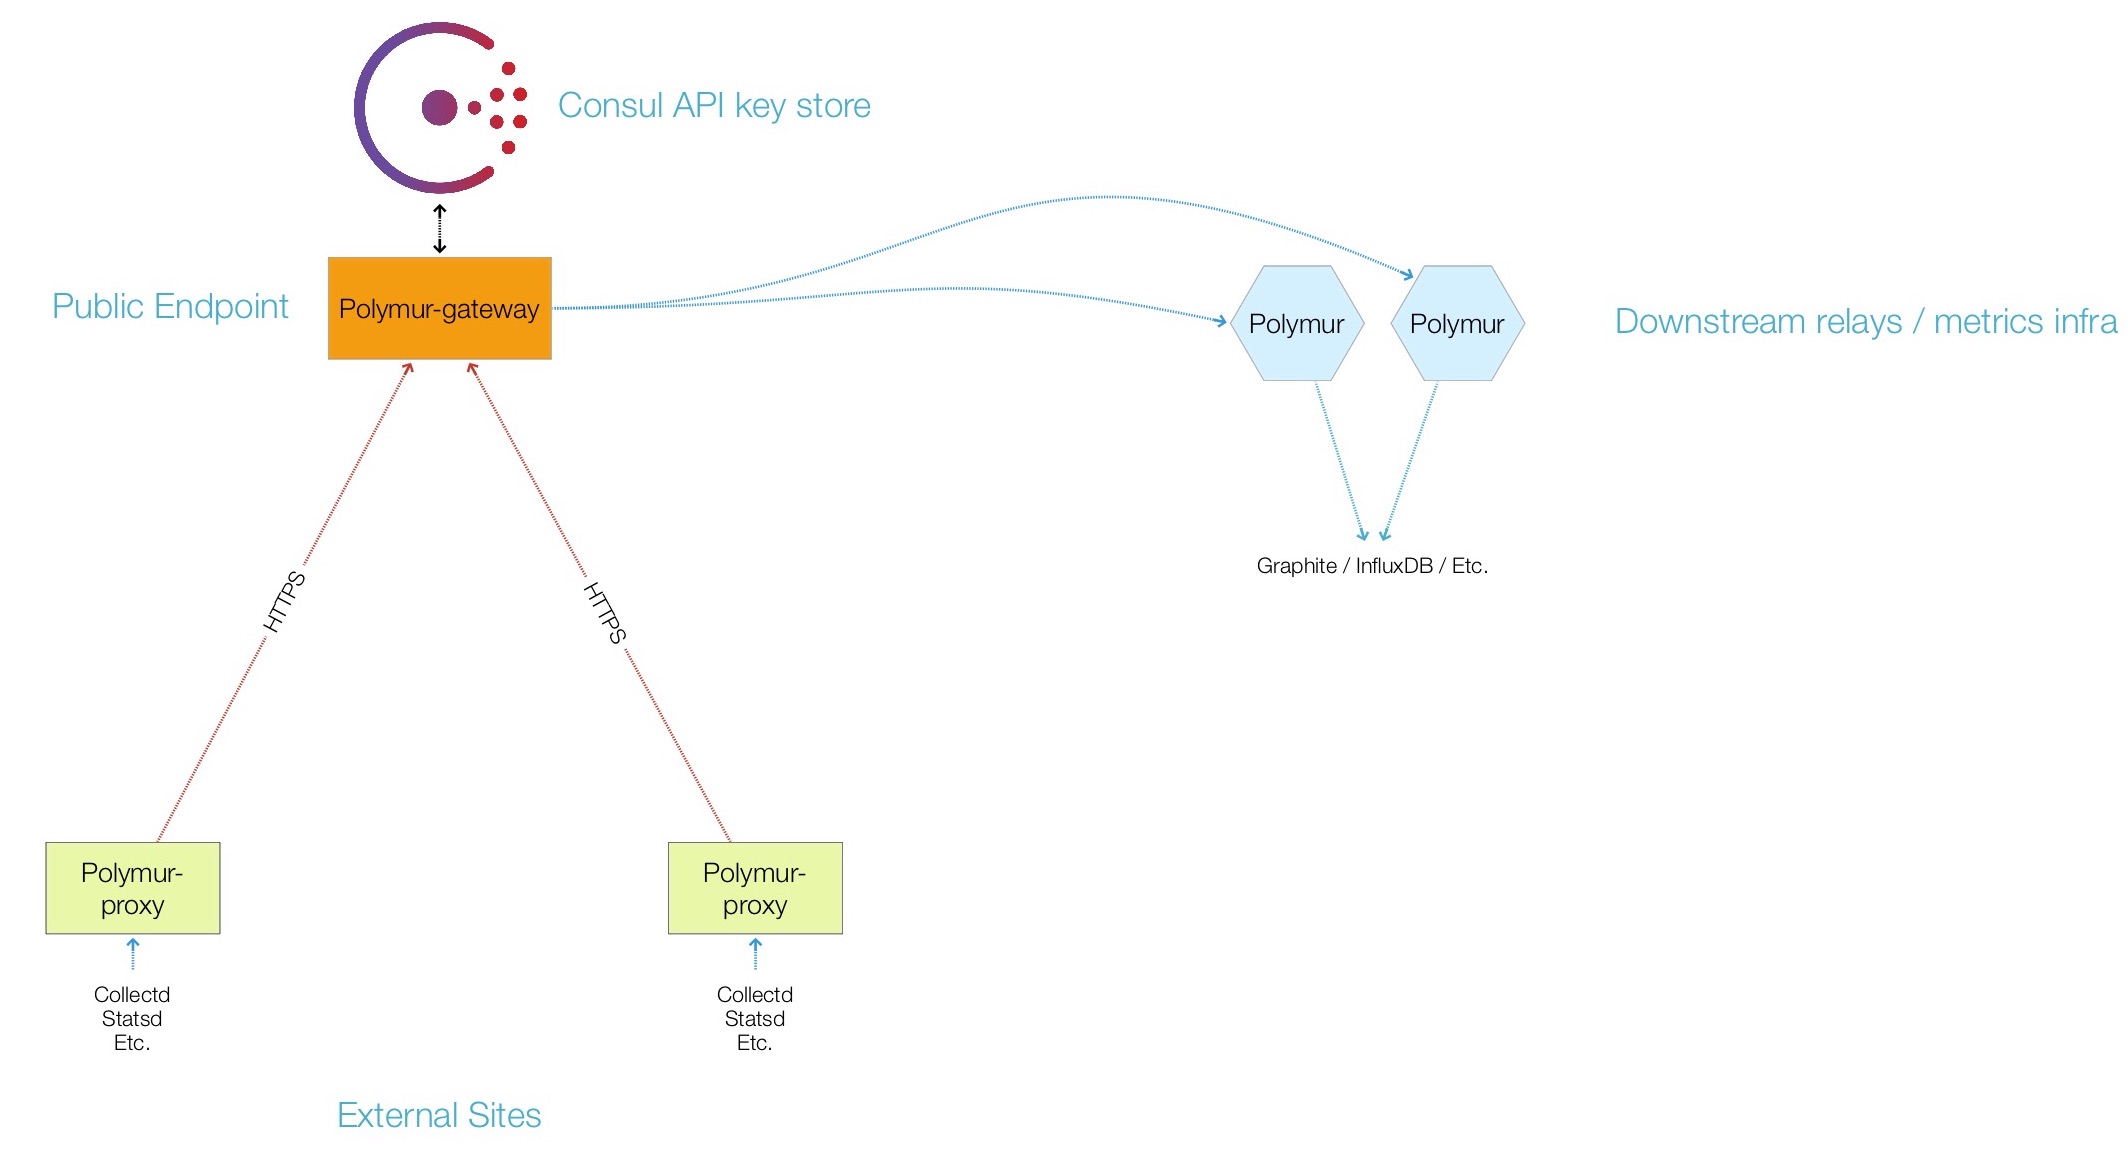 Consul API key store
Public Endpoint
Polymur-gateway
Polymur
Polymur
Downstream relays / metrics infra
Graphite / InfluxDB / Etc.
HTTPS
HTTPS
Polymur-
proxy
Polymur-
proxy
Collectd
Statsd
Etc.
Collectd
Statsd
Etc.
External Sites